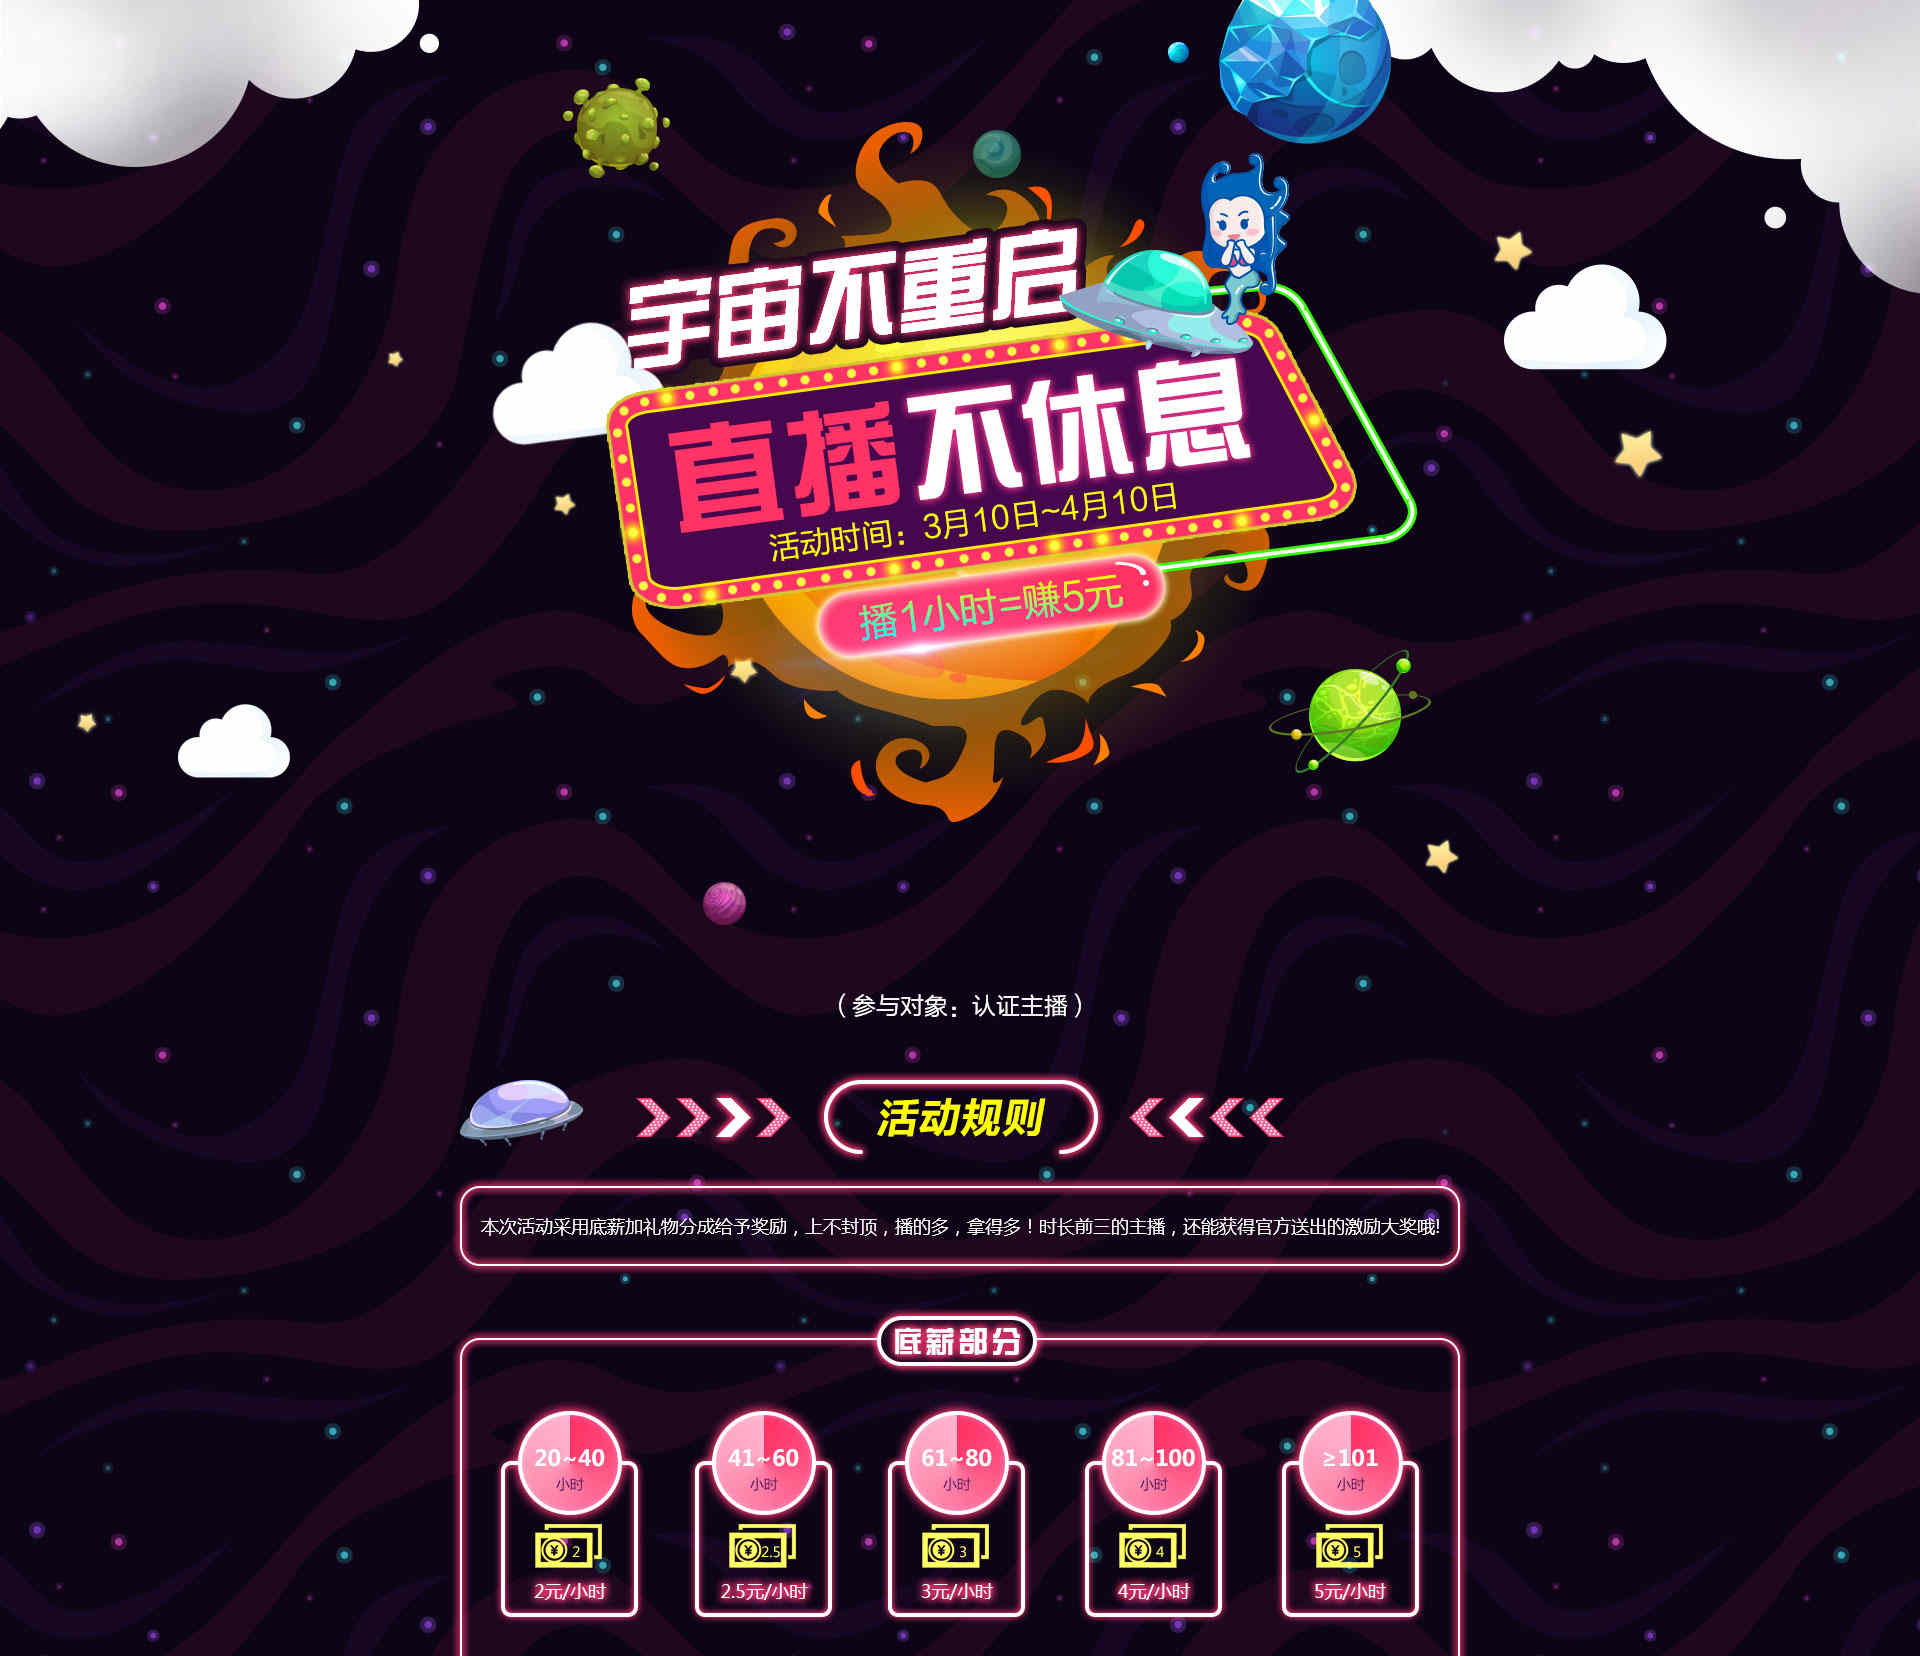 宇宙不重启
直播不休息
活动时间：3月10日~4月10日
播1小时=赚5元
（参与对象：认证主播）
活动规则
本次活动采用底薪加礼物分成给予奖励，上不封顶，播的多，拿得多！时长前三的主播，还能获得官方送出的激励大奖哦!
底薪部分
20~40 41~60 61~80 81~100 ≥101
小时 小时 小时 小时 小时
¥ 2 ¥ 2.5 ¥ 3 ¥ 4 ¥ 5
2元/小时 2.5元/小时 3元/小时 4元/小时 5元/小时